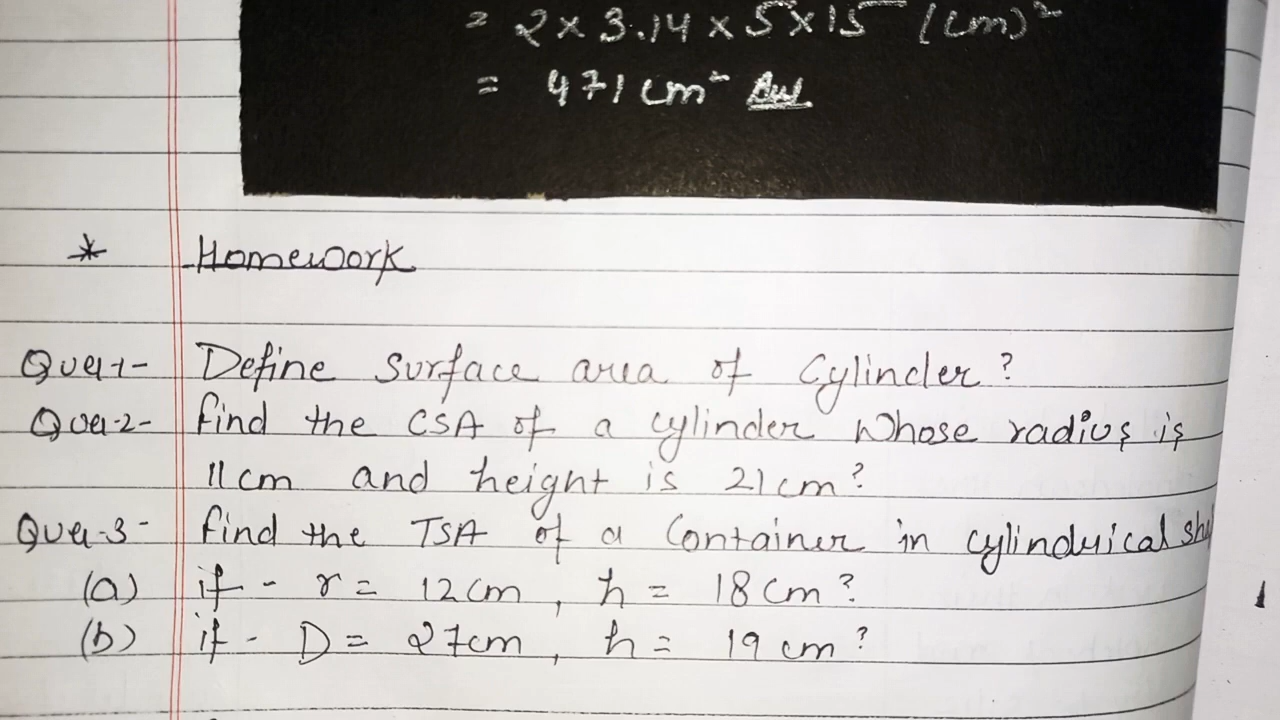 = 2 × 3.14 × 5 × 15 (cm)²
= 471 cm² Ans
* Homework
Que-1- Define Surface area of Cylinder?
Que-2- find the CSA of a cylinder whose radius is
11 cm and height is 21 cm?
Que-3- find the TSA of a Container in cylindrical
(a) if - r = 12 cm, h = 18 cm?
(b) if - D = 27cm, h = 19 cm?